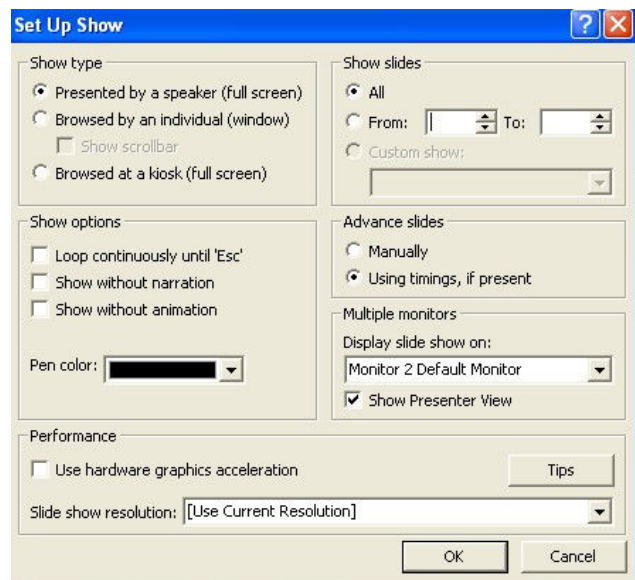 Set Up Show
Show type
Presented by a speaker (full screen)
Browsed by an individual (window)
Show scrollbar
Browsed at a kiosk (full screen)
Show slides
All
From: To:
Custom show:
Show options
Loop continuously until 'Esc'
Show without narration
Show without animation
Pen color:
Advance slides
Manually
Using timings, if present
Multiple monitors
Display slide show on:
Monitor 2 Default Monitor
Show Presenter View
Performance
Use hardware graphics acceleration
Tips
Slide show resolution: [Use Current Resolution]
OK Cancel